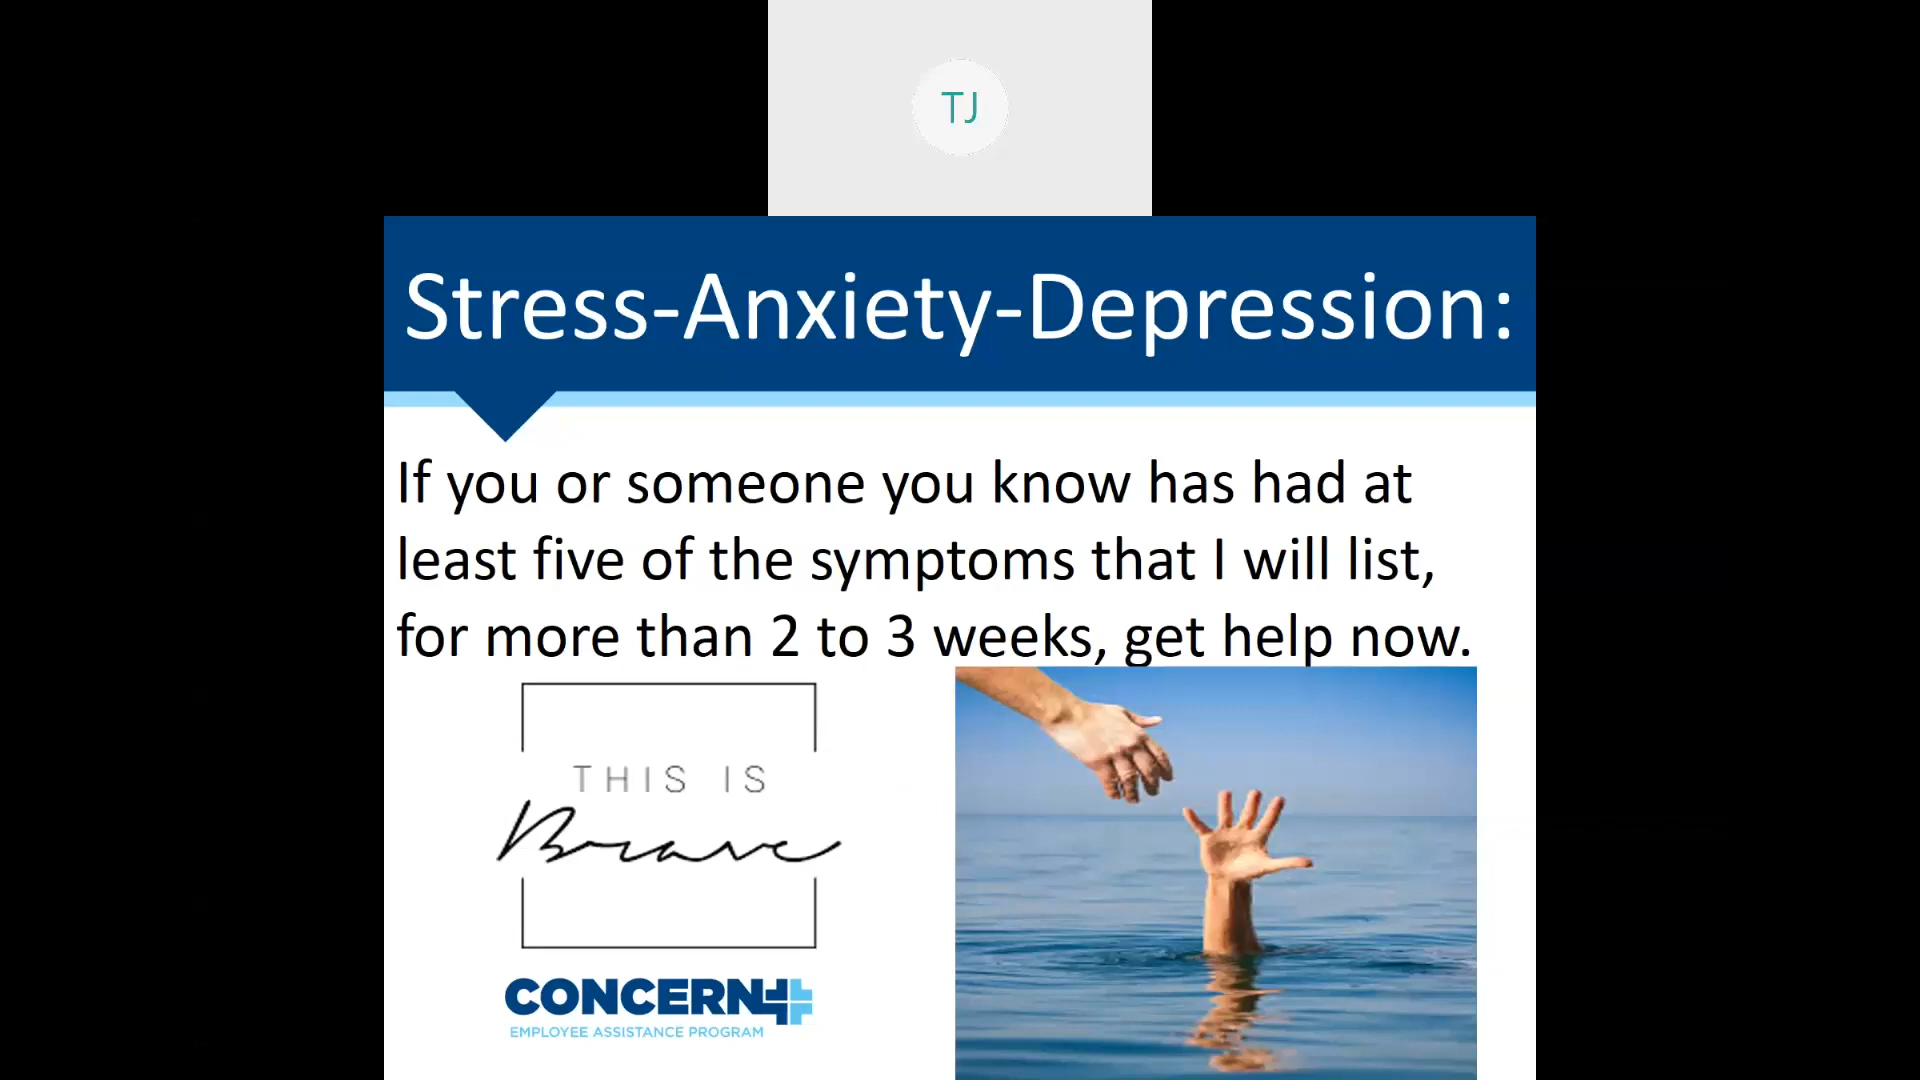 TJ
Stress-Anxiety-Depression:
If you or someone you know has had at
least five of the symptoms that I will list,
for more than 2 to 3 weeks, get help now.
THIS IS
Brave
CONCERN
EMPLOYEE ASSISTANCE PROGRAM